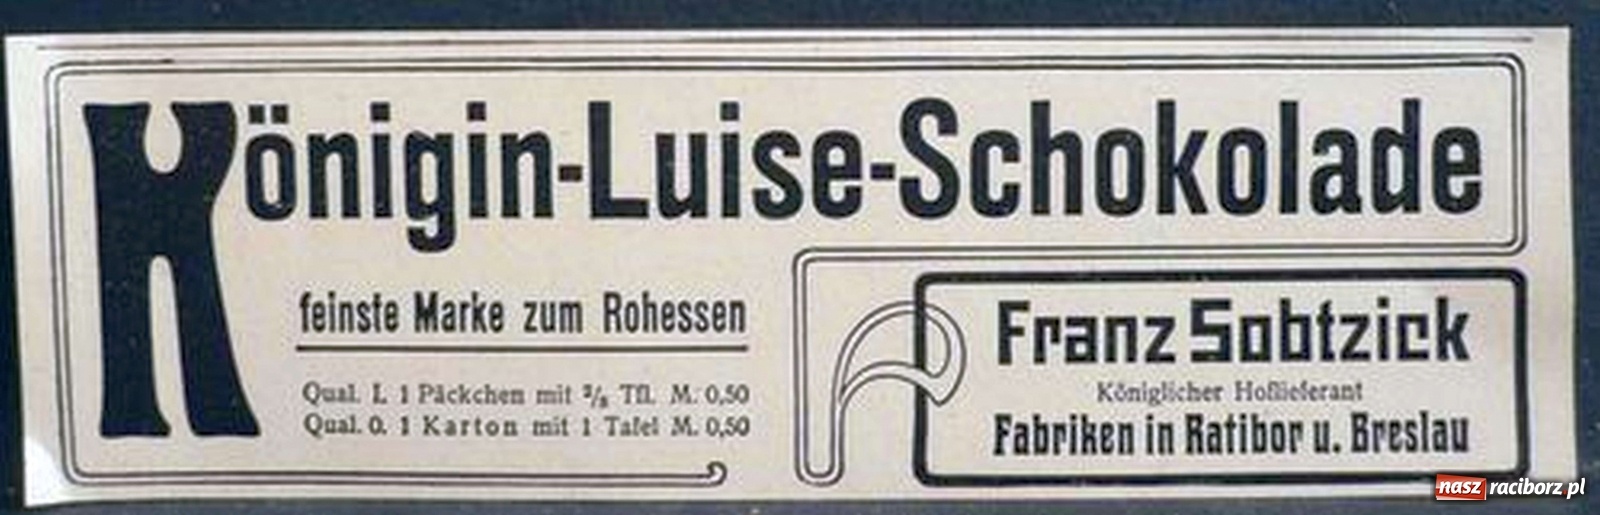 Königin-Luise-Schokolade
feinste Marke zum Rohessen
Qual. I. 1 Päckchen mit ²/₈ Tfl. M. 0,50
Qual. 0. 1 Karton mit 1 Tafel M. 0,50
Franz Sobtzick
Königlicher Hoflieferant
Fabriken in Ratibor u. Breslau
nasz raciborz.pl